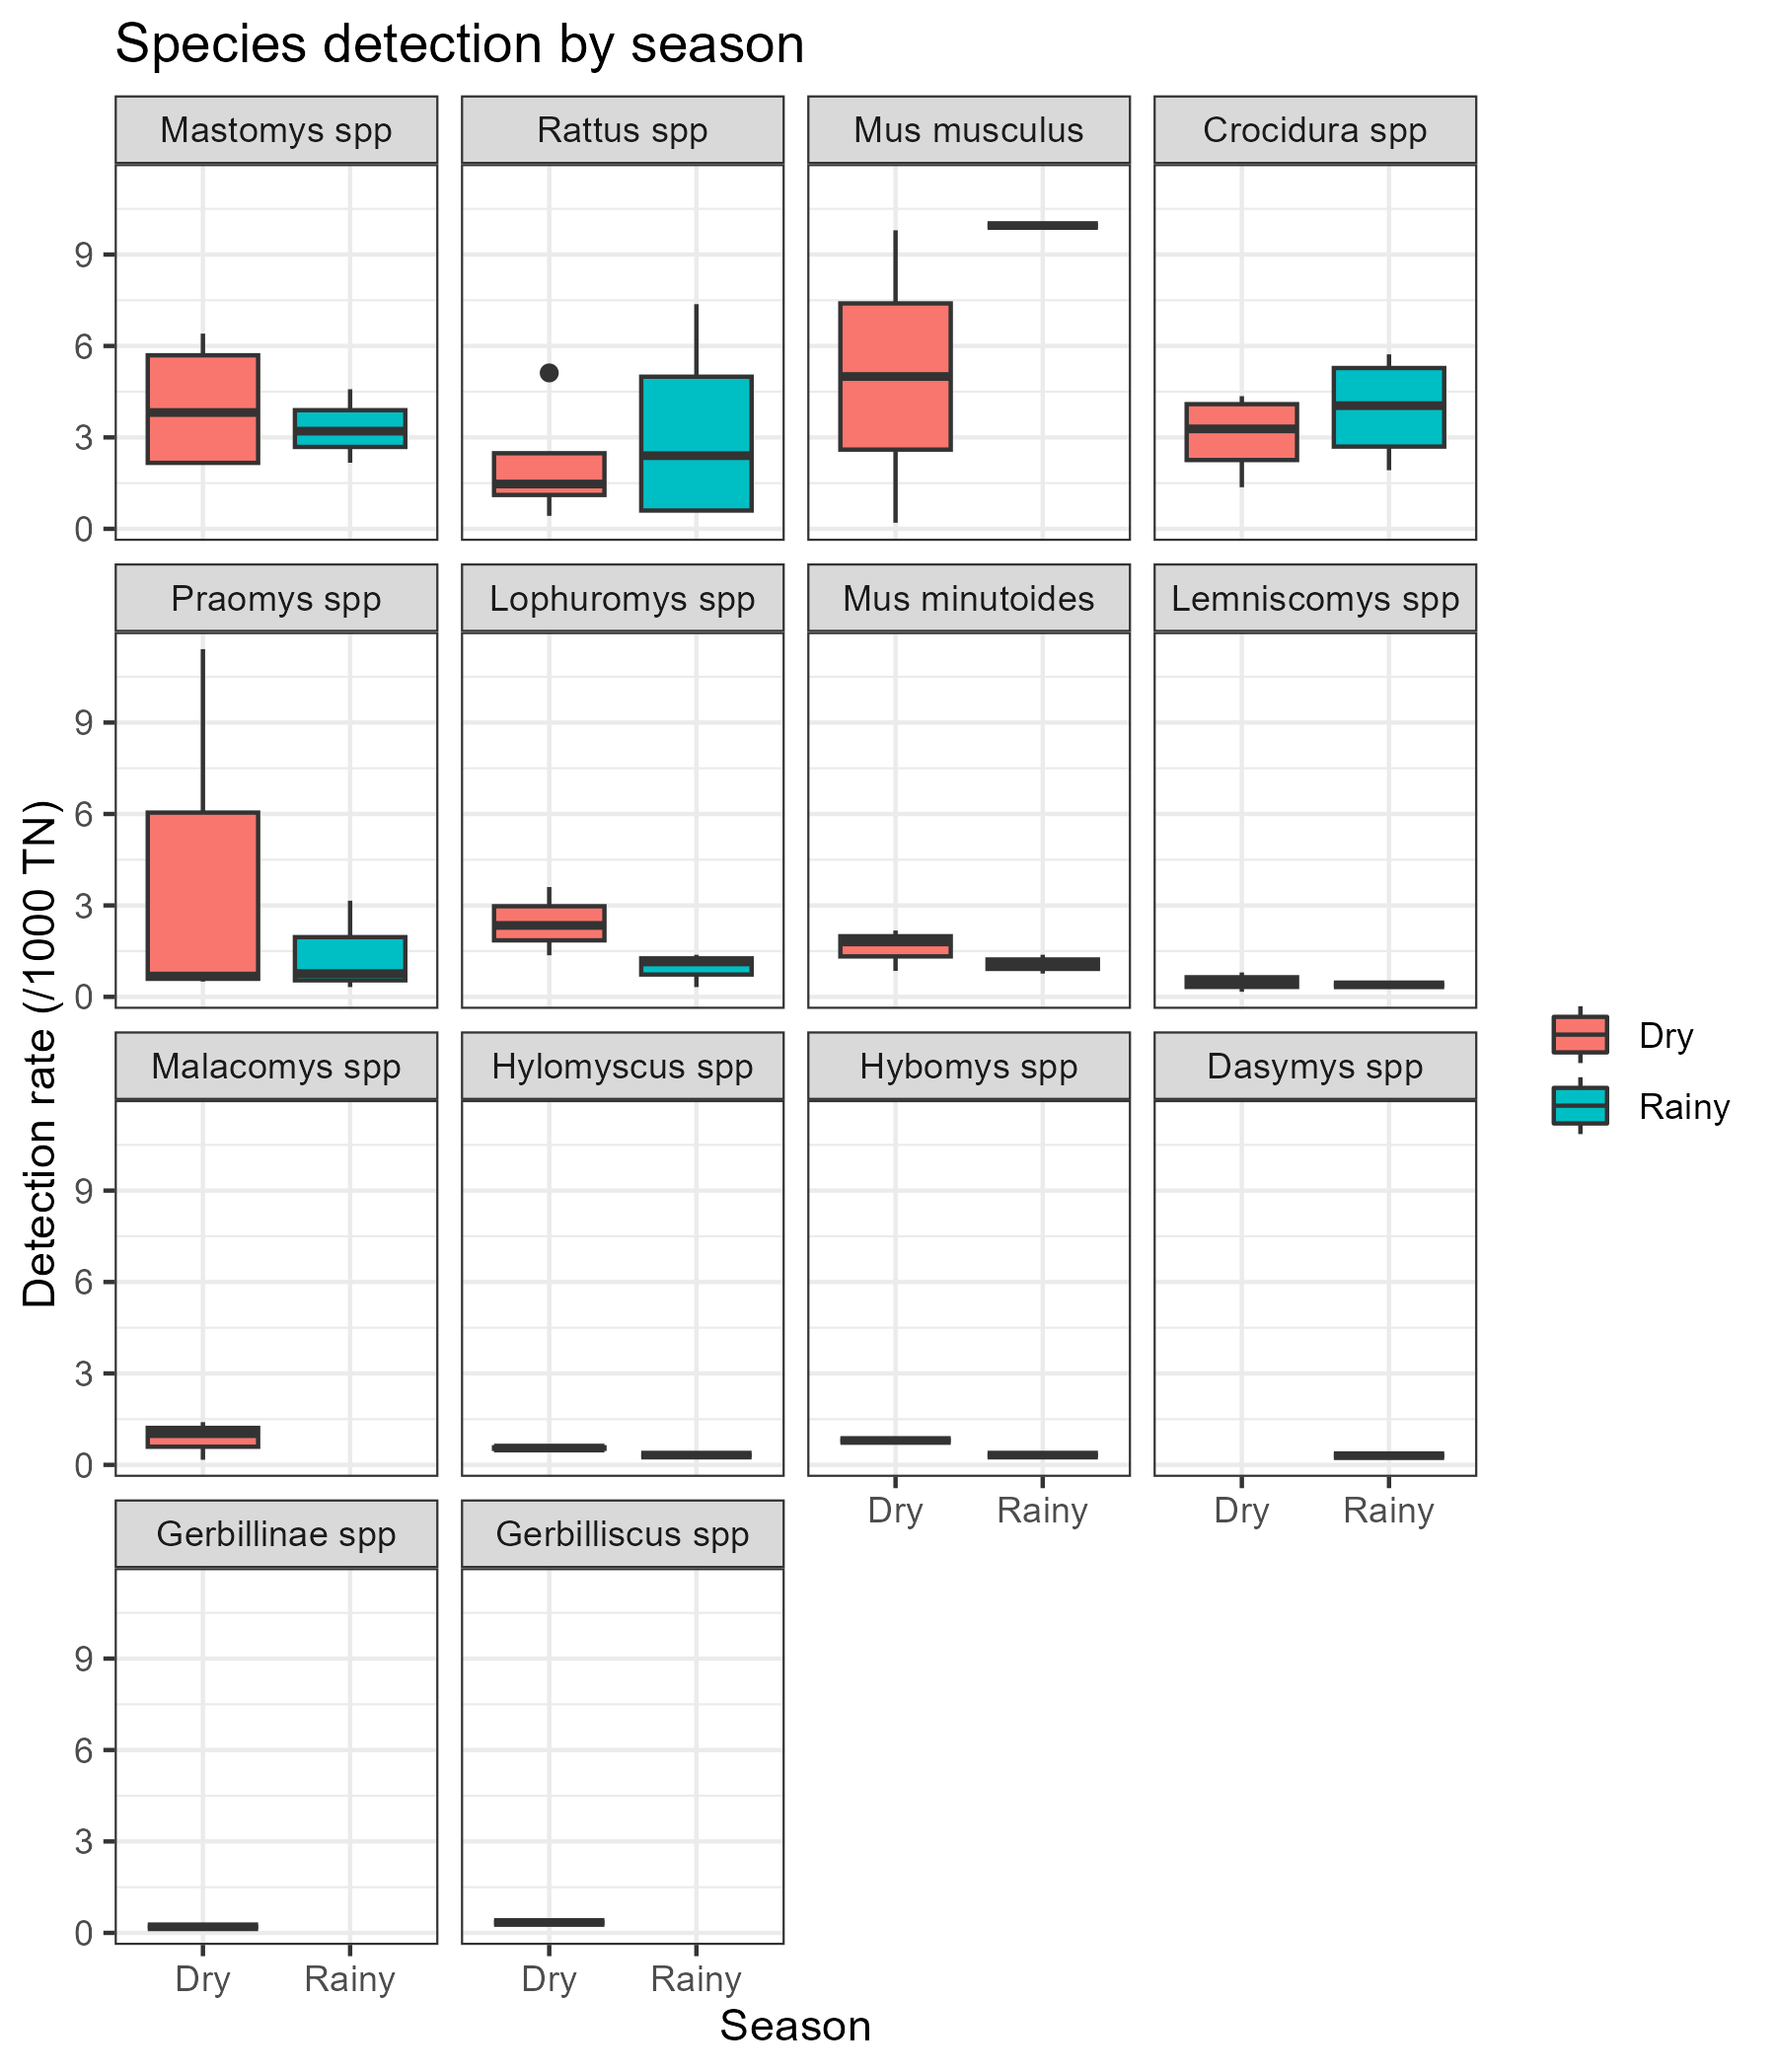 Species detection by season
Mastomys spp
Rattus spp
Mus musculus
Crocidura spp
9
6
3
0
Praomys spp
Lophuromys spp
Mus minutoides
Lemniscomys spp
9
6
3
0
Malacomys spp
Hylomyscus spp
Hybomys spp
Dasymys spp
9
6
3
0
Dry
Rainy
Dry
Rainy
Gerbillinae spp
Gerbilliscus spp
9
6
3
0
Dry
Rainy
Dry
Rainy
Season
Detection rate (/1000 TN)
Dry
Rainy